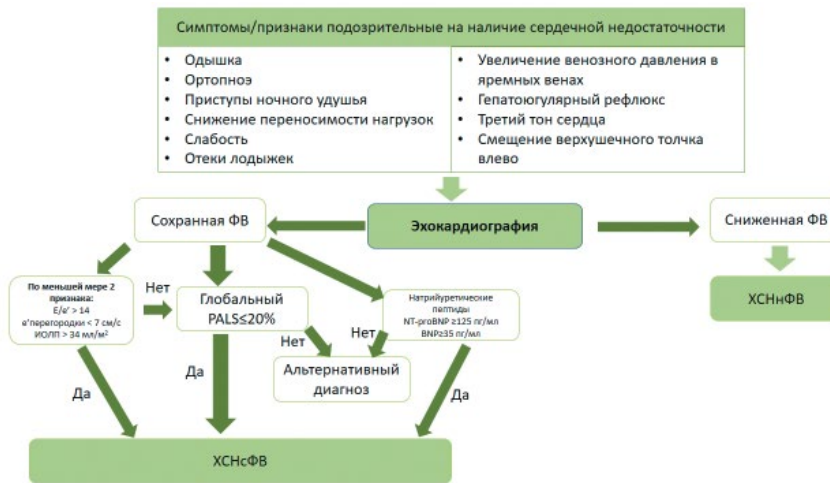 Симптомы/признаки подозрительные на наличие сердечной недостаточности
• Одышка
• Ортопноэ
• Приступы ночного удушья
• Снижение переносимости нагрузок
• Слабость
• Отеки лодыжек
• Увеличение венозного давления в
яремных венах
• Гепатоюгулярный рефлюкс
• Третий тон сердца
• Смещение верхушечного толчка
влево
Сохранная ФВ
Эхокардиография
Сниженная ФВ
По меньшей мере 2
признака:
E/e' > 14
e'перегородки < 7 см/с
ИОЛП > 34 мл/м²
Нет
Глобальный
PALS≤20%
Натрийуретические
пептиды
NT-proBNP ≥125 пг/мл
BNP≥35 пг/мл
ХСНнФВ
Нет
Нет
Альтернативный
диагноз
Да
Да
Да
ХСНсФВ